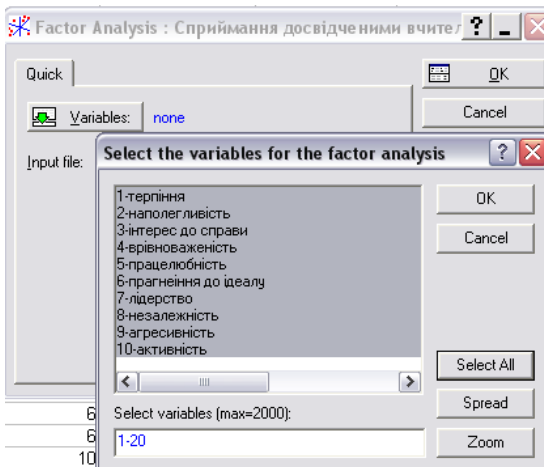 Factor Analysis : Сприймання досвідченими вчител
Quick
OK
Variables: none
Cancel
Input file:
Select the variables for the factor analysis
1-терпіння
2-наполегливість
3-інтерес до справи
4-врівноваженість
5-працелюбність
6-прагнеіння до ідеалу
7-лідерство
8-незалежність
9-агресивність
10-активність
OK
Cancel
Select All
Spread
Zoom
Select variables (max=2000):
1-20
6
6
10